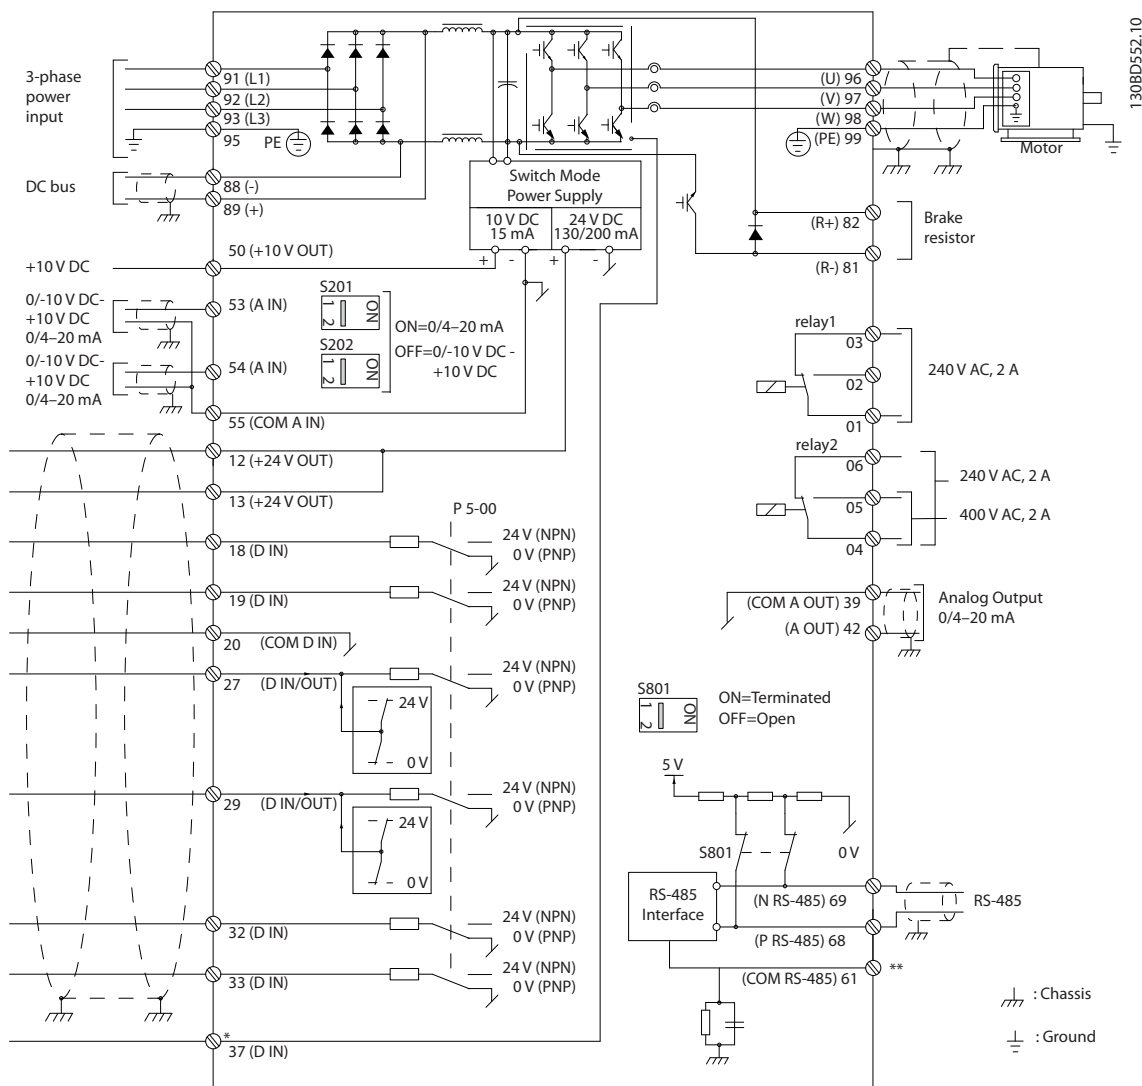 130BD552.10
3-phase
power
input
91 (L1)
92 (L2)
93 (L3)
95
PE
(U) 96
(V) 97
(W) 98
(PE) 99
Motor
DC bus
88 (-)
89 (+)
Switch Mode
Power Supply
10 V DC
15 mA
24 V DC
130/200 mA
+ - + -
(R+) 82
(R-) 81
Brake
resistor
+10 V DC
50 (+10 V OUT)
0/-10 V DC-
+10 V DC
0/4–20 mA
53 (A IN)
0/-10 V DC-
+10 V DC
0/4–20 mA
54 (A IN)
55 (COM A IN)
S201
1 2
ON
S202
1 2
ON
ON=0/4–20 mA
OFF=0/-10 V DC -
+10 V DC
relay1
03
02
01
240 V AC, 2 A
relay2
06
05
04
240 V AC, 2 A
400 V AC, 2 A
12 (+24 V OUT)
13 (+24 V OUT)
P 5-00
18 (D IN)
24 V (NPN)
0 V (PNP)
19 (D IN)
24 V (NPN)
0 V (PNP)
20 (COM D IN)
27 (D IN/OUT)
24 V (NPN)
0 V (PNP)
24 V
0 V
29 (D IN/OUT)
24 V (NPN)
0 V (PNP)
24 V
0 V
32 (D IN)
24 V (NPN)
0 V (PNP)
33 (D IN)
24 V (NPN)
0 V (PNP)
*
37 (D IN)
(COM A OUT) 39
(A OUT) 42
Analog Output
0/4–20 mA
S801
1 2
ON
ON=Terminated
OFF=Open
5 V
S801
0 V
RS-485
Interface
(N RS-485) 69
(P RS-485) 68
(COM RS-485) 61
RS-485
**
: Chassis
: Ground